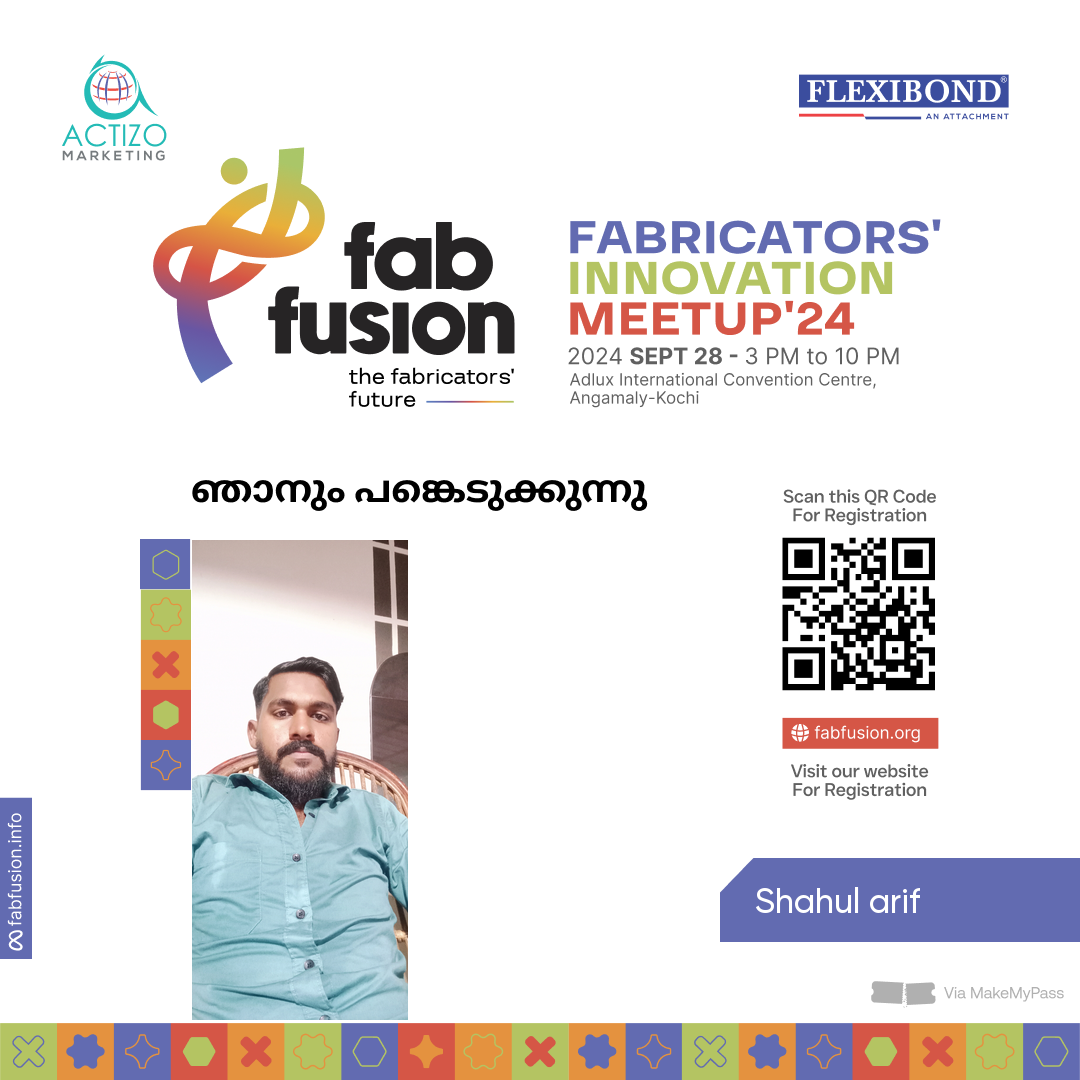 ACTIZO
MARKETING
FLEXIBOND®
AN ATTACHMENT
fab
fusion
the fabricators'
future
FABRICATORS'
INNOVATION
MEETUP'24
2024 SEPT 28 - 3 PM to 10 PM
Adlux International Convention Centre,
Angamaly-Kochi
ഞാനും പങ്കെടുക്കുന്നു
Scan this QR Code
For Registration
fabfusion.org
Visit our website
For Registration
fabfusion.info
Shahul arif
Via MakeMyPass